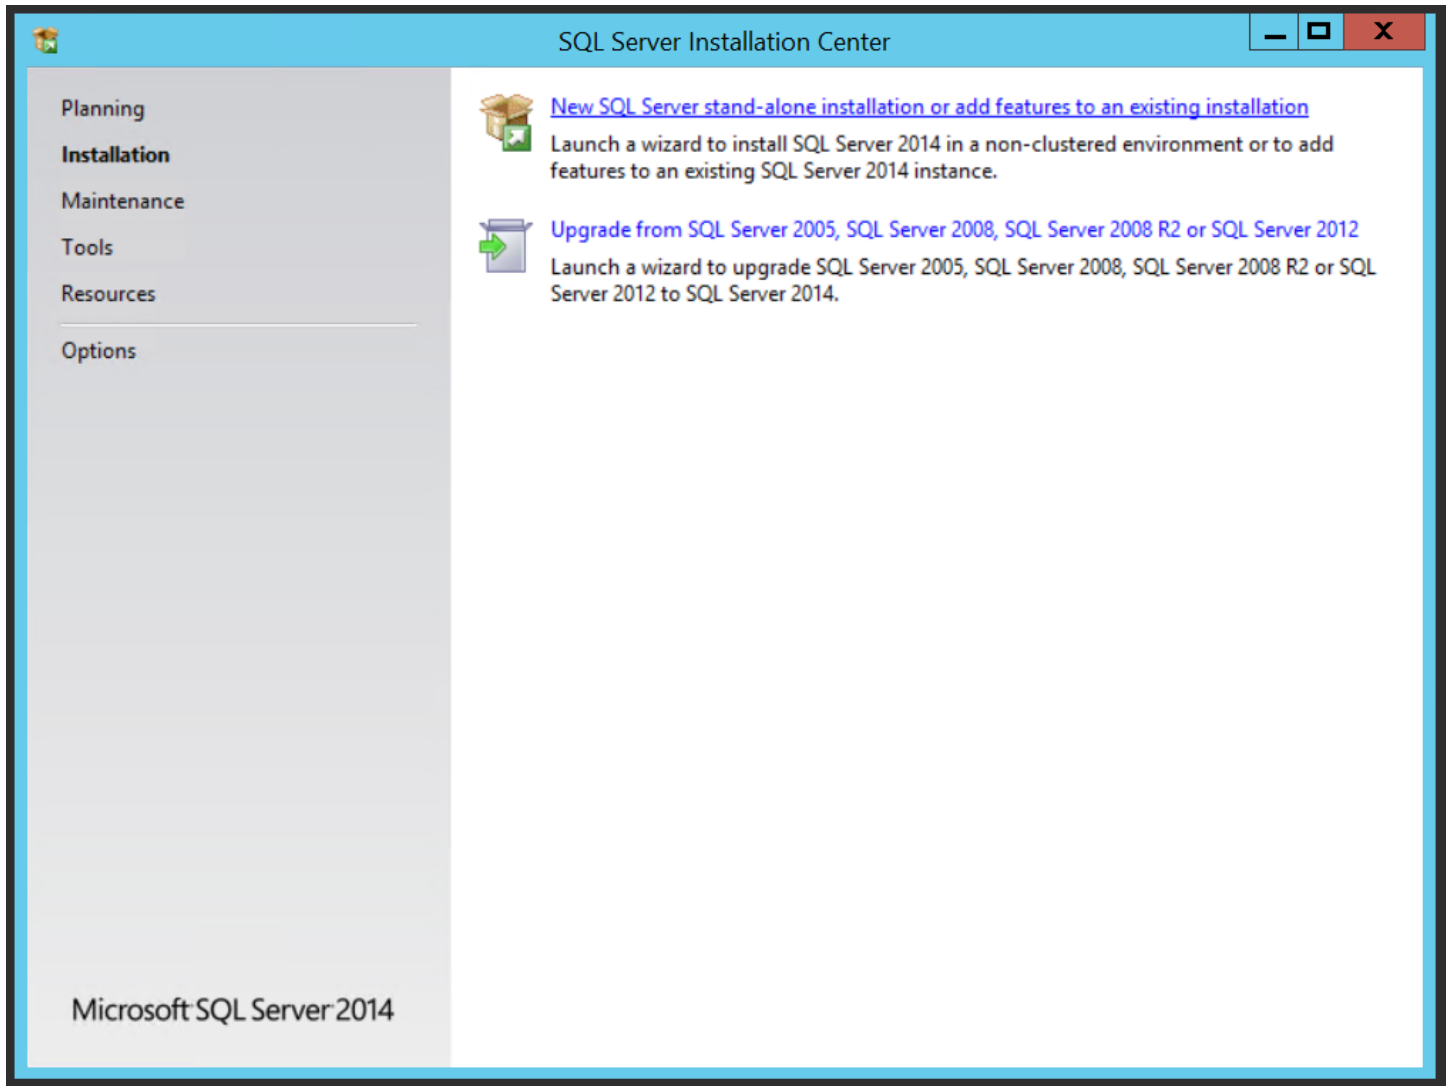 SQL Server Installation Center
Planning
Installation
Maintenance
Tools
Resources
Options
New SQL Server stand-alone installation or add features to an existing installation
Launch a wizard to install SQL Server 2014 in a non-clustered environment or to add
features to an existing SQL Server 2014 instance.
Upgrade from SQL Server 2005, SQL Server 2008, SQL Server 2008 R2 or SQL Server 2012
Launch a wizard to upgrade SQL Server 2005, SQL Server 2008, SQL Server 2008 R2 or SQL
Server 2012 to SQL Server 2014.
Microsoft SQL Server 2014